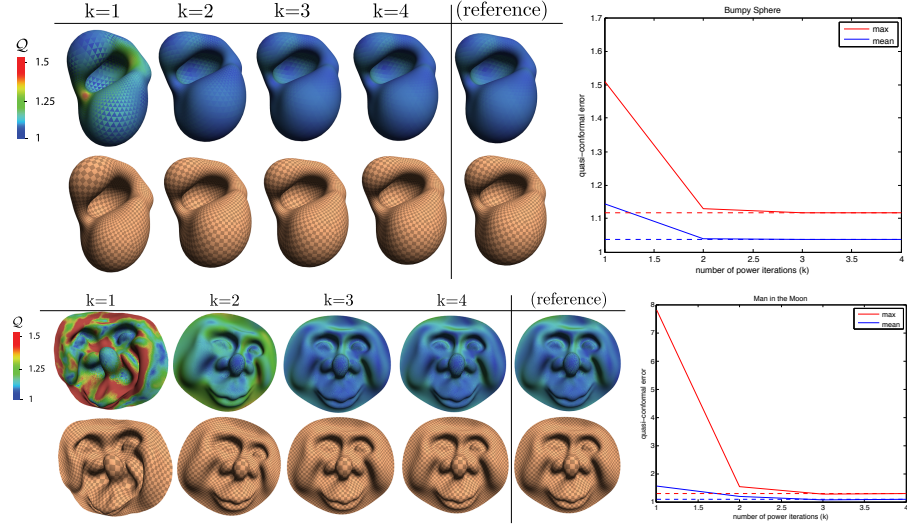 k=1 k=2 k=3 k=4 (reference)
Q
1.5
1.25
1
Bumpy Sphere
max
mean
quasi−conformal error
1.7
1.6
1.5
1.4
1.3
1.2
1.1
1
1 1.5 2 2.5 3 3.5 4
number of power iterations (k)
k=1 k=2 k=3 k=4 (reference)
Q
1.5
1.25
1
Man in the Moon
max
mean
quasi−conformal error
8
7
6
5
4
3
2
1
1 1.5 2 2.5 3 3.5 4
number of power iterations (k)